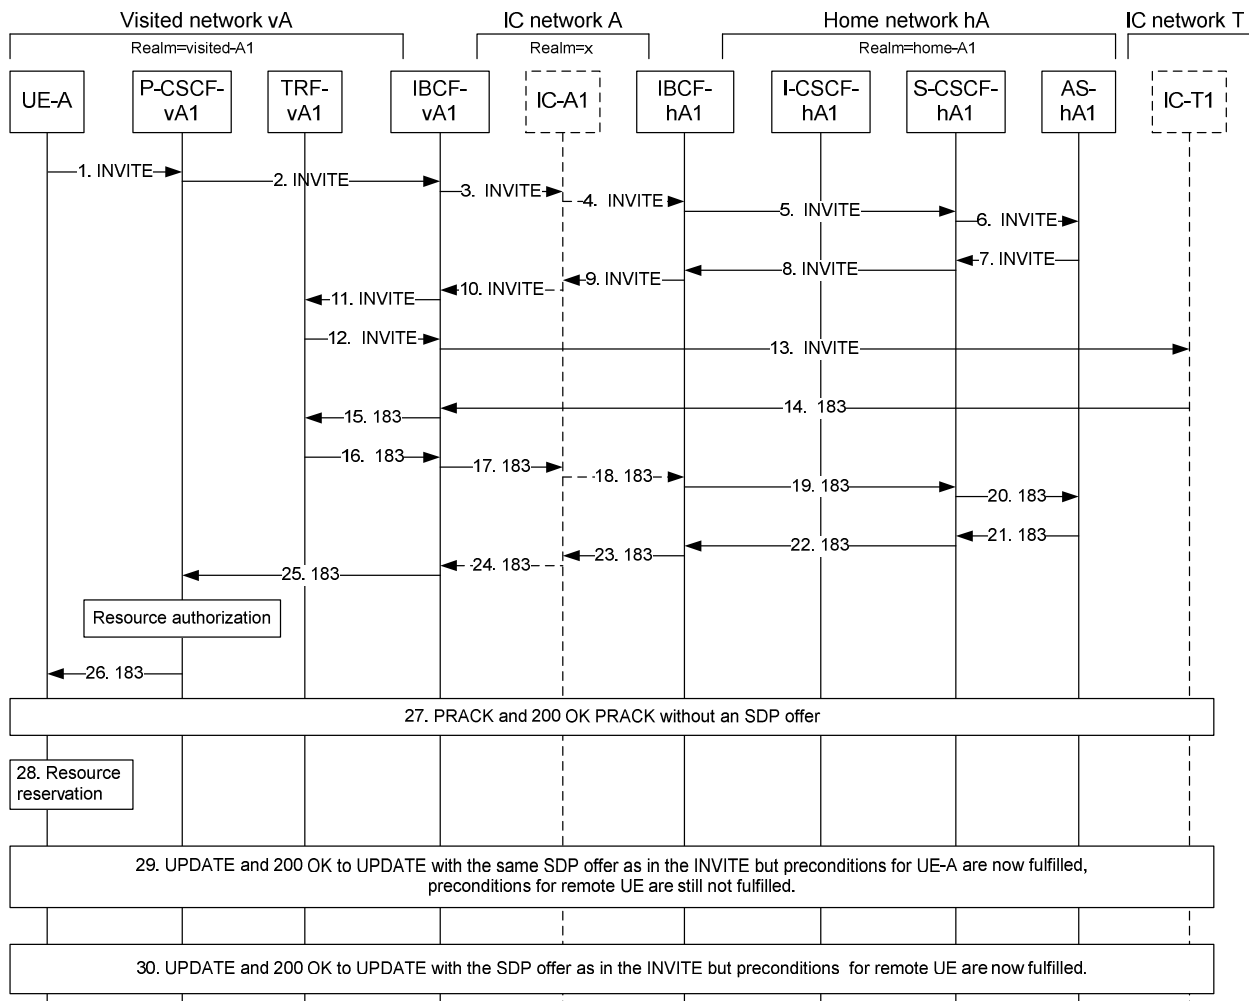 Visited network vA
IC network A
Home network hA
IC network T
Realm=visited-A1
Realm=x
Realm=home-A1
UE-A
P-CSCF-
vA1
TRF-
vA1
IBCF-
vA1
IC-A1
IBCF-
hA1
I-CSCF-
hA1
S-CSCF-
hA1
AS-
hA1
IC-T1
1. INVITE
2. INVITE
3. INVITE
4. INVITE
5. INVITE
6. INVITE
7. INVITE
8. INVITE
9. INVITE
10. INVITE
11. INVITE
12. INVITE
13. INVITE
14. 183
15. 183
16. 183
17. 183
18. 183
19. 183
20. 183
21. 183
22. 183
23. 183
24. 183
25. 183
Resource authorization
26. 183
27. PRACK and 200 OK PRACK without an SDP offer
28. Resource
reservation
29. UPDATE and 200 OK to UPDATE with the same SDP offer as in the INVITE but preconditions for UE-A are now fulfilled,
preconditions for remote UE are still not fulfilled.
30. UPDATE and 200 OK to UPDATE with the SDP offer as in the INVITE but preconditions for remote UE are now fulfilled.